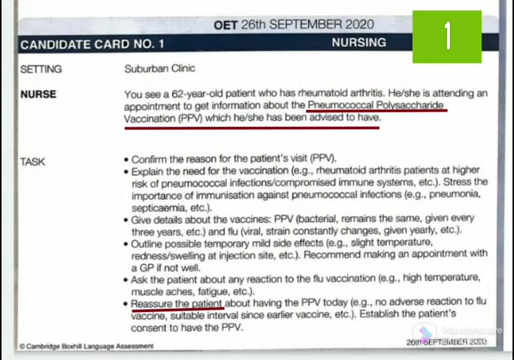 OET 26th SEPTEMBER 2020
1
CANDIDATE CARD NO. 1 NURSING
SETTING Suburban Clinic
NURSE You see a 62-year-old patient who has rheumatoid arthritis. He/she is attending an
appointment to get information about the Pneumococcal Polysaccharide
Vaccination (PPV) which he/she has been advised to have.
TASK • Confirm the reason for the patient's visit (PPV).
• Explain the need for the vaccination (e.g., rheumatoid arthritis patients at higher
risk of pneumococcal infections/compromised immune systems, etc.). Stress the
importance of immunisation against pneumococcal infections (e.g., pneumonia,
septicaemia, etc.).
• Give details about the vaccines: PPV (bacterial, remains the same, given every
three years, etc.) and flu (viral, strain constantly changes, given yearly, etc.).
• Outline possible temporary mild side effects (e.g., slight temperature,
redness/swelling at injection site, etc.). Recommend making an appointment with
a GP if not well.
• Ask the patient about any reaction to the flu vaccination (e.g., high temperature,
muscle aches, fatigue, etc.).
• Reassure the patient about having the PPV today (e.g., no adverse reaction to flu
vaccine, suitable interval since earlier vaccine, etc.). Establish the patient's
consent to have the PPV.
Wondershare
© Cambridge Boxhill Language Assessment 26th SEPTEMBER 2020